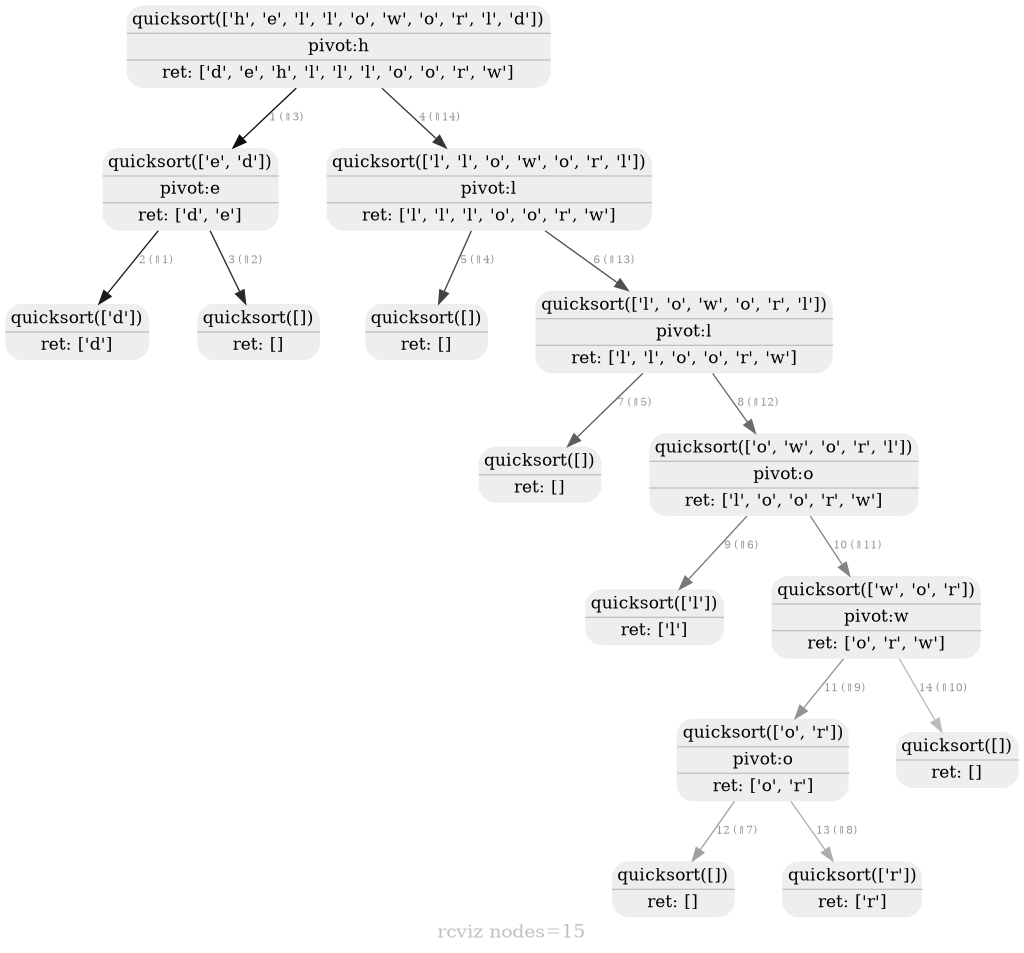 quicksort(['h', 'e', 'l', 'l', 'o', 'w', 'o', 'r', 'l', 'd'])
pivot:h
ret: ['d', 'e', 'h', 'l', 'l', 'l', 'o', 'o', 'r', 'w']
1 (⇑3)
4 (⇑14)
quicksort(['e', 'd'])
pivot:e
ret: ['d', 'e']
quicksort(['l', 'l', 'o', 'w', 'o', 'r', 'l'])
pivot:l
ret: ['l', 'l', 'l', 'o', 'o', 'r', 'w']
2 (⇑1)
3 (⇑2)
5 (⇑4)
6 (⇑13)
quicksort(['d'])
ret: ['d']
quicksort([])
ret: []
quicksort([])
ret: []
quicksort(['l', 'o', 'w', 'o', 'r', 'l'])
pivot:l
ret: ['l', 'l', 'o', 'o', 'r', 'w']
7 (⇑5)
8 (⇑12)
quicksort([])
ret: []
quicksort(['o', 'w', 'o', 'r', 'l'])
pivot:o
ret: ['l', 'o', 'o', 'r', 'w']
9 (⇑6)
10 (⇑11)
quicksort(['l'])
ret: ['l']
quicksort(['w', 'o', 'r'])
pivot:w
ret: ['o', 'r', 'w']
11 (⇑9)
14 (⇑10)
quicksort(['o', 'r'])
pivot:o
ret: ['o', 'r']
quicksort([])
ret: []
12 (⇑7)
13 (⇑8)
quicksort([])
ret: []
quicksort(['r'])
ret: ['r']
rcviz nodes=15